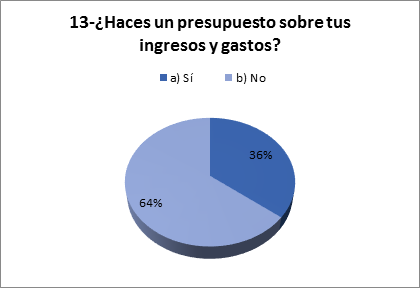 13-¿Haces un presupuesto sobre tus
ingresos y gastos?
a) Sí b) No
36%
64%